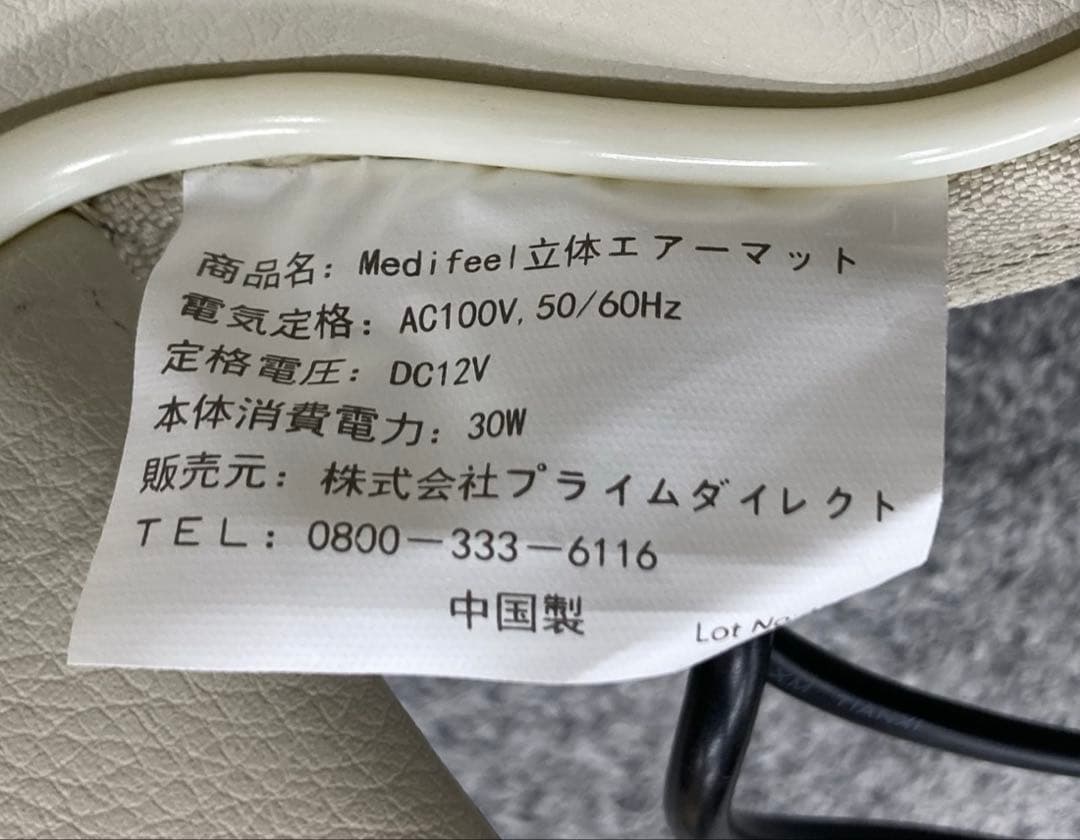 商品名: Medifeel立体エアーマット
電気定格: AC100V, 50/60Hz
定格電圧: DC12V
本体消費電力: 30W
販売元: 株式会社プライムダイレクト
TEL: 0800-333-6116
中国製
Lot No